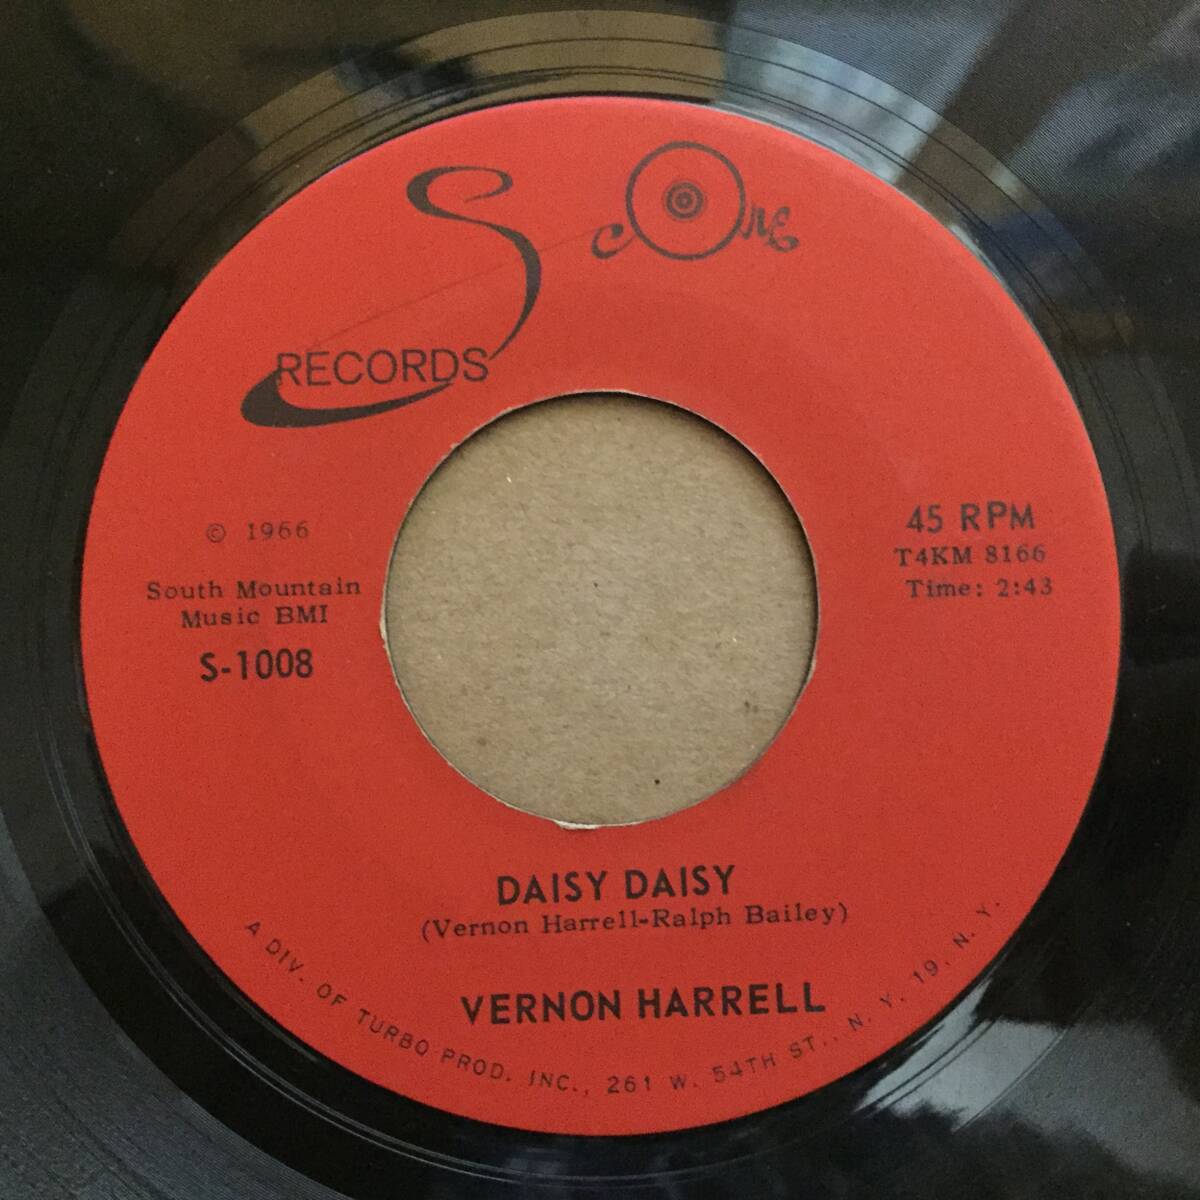 Score
RECORDS
© 1966
South Mountain
Music BMI
S-1008
45 RPM
T4KM 8166
Time: 2:43
DAISY DAISY
(Vernon Harrell-Ralph Bailey)
VERNON HARRELL
A DIV. OF TURBO PROD. INC., 261 W. 54TH ST., N. Y. 19, N. Y.